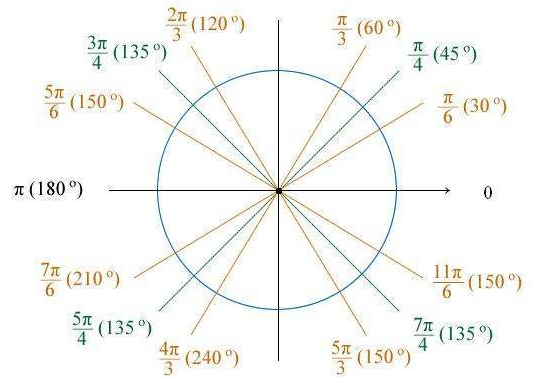 2π/3 (120 º)
π/3 (60 º)
3π/4 (135 º)
π/4 (45 º)
5π/6 (150 º)
π/6 (30 º)
π (180 º)
0
7π/6 (210 º)
11π/6 (150 º)
5π/4 (135 º)
7π/4 (135 º)
4π/3 (240 º)
5π/3 (150 º)